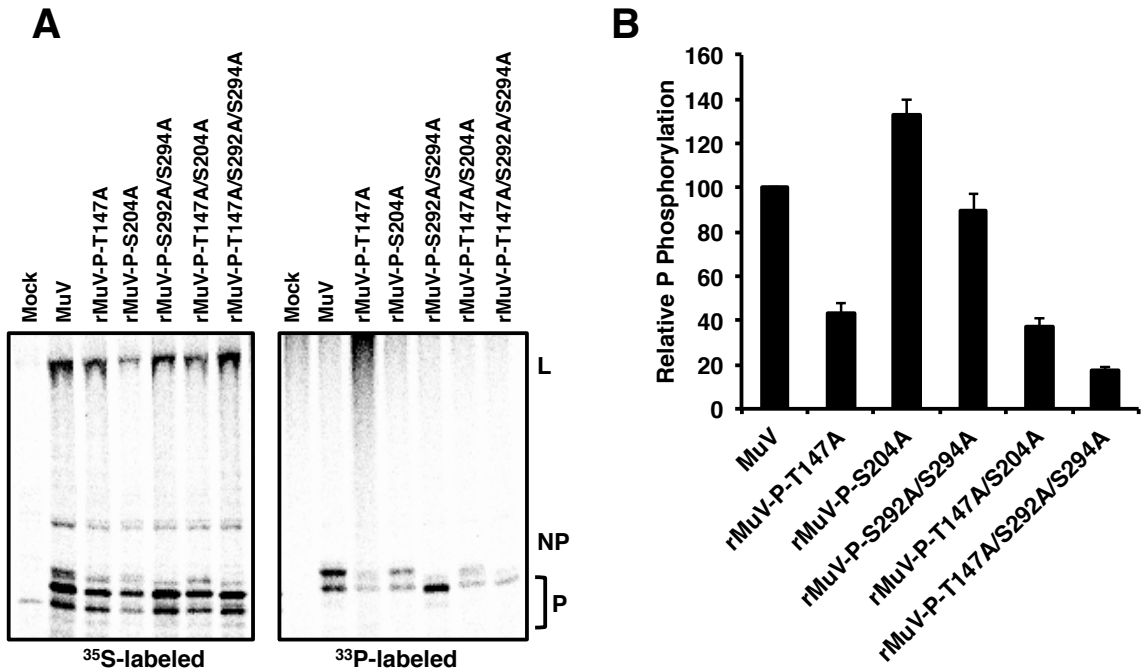 A
Mock
MuV
rMuV-P-T147A
rMuV-P-S204A
rMuV-P-S292A/S294A
rMuV-P-T147A/S204A
rMuV-P-T147A/S292A/S294A
Mock
MuV
rMuV-P-T147A
rMuV-P-S204A
rMuV-P-S292A/S294A
rMuV-P-T147A/S204A
rMuV-P-T147A/S292A/S294A
L
NP
P
³⁵S-labeled
³³P-labeled
B
Relative P Phosphorylation
160
140
120
100
80
60
40
20
0
MuV
rMuV-P-T147A
rMuV-P-S204A
rMuV-P-S292A/S294A
rMuV-P-T147A/S204A
rMuV-P-T147A/S292A/S294A